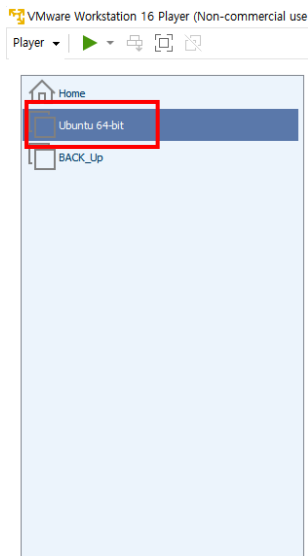 VMware Workstation 16 Player (Non-commercial use
Player
Home
Ubuntu 64-bit
BACK_Up